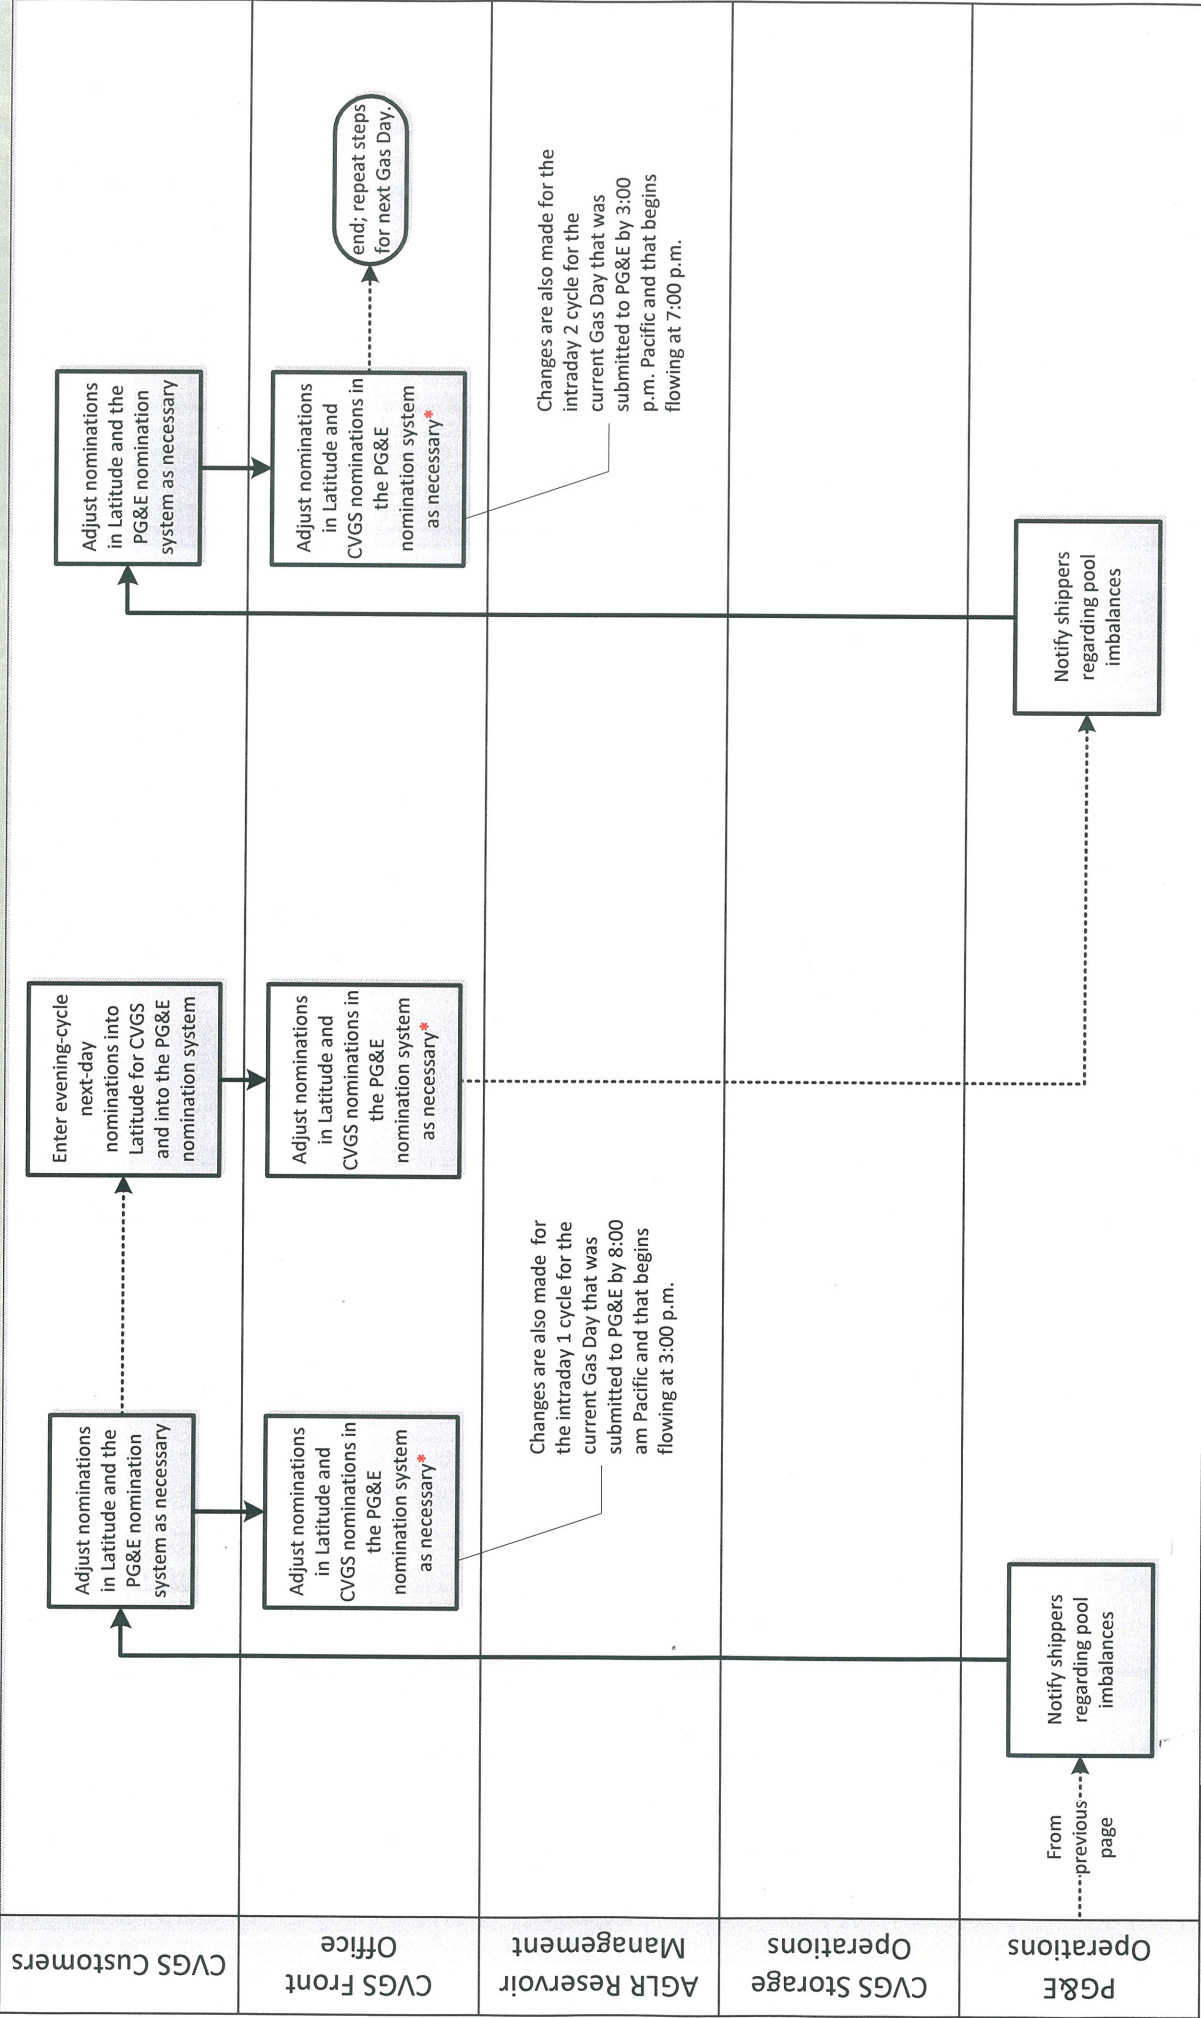 CVGS Customers
Adjust nominations
in Latitude and the
PG&E nomination
system as necessary
Enter evening-cycle
next-day
nominations into
Latitude for CVGS
and into the PG&E
nomination system
Adjust nominations
in Latitude and the
PG&E nomination
system as necessary
CVGS Front
Office
Adjust nominations
in Latitude and
CVGS nominations in
the PG&E
nomination system
as necessary*
Adjust nominations
in Latitude and
CVGS nominations in
the PG&E
nomination system
as necessary*
Adjust nominations
in Latitude and
CVGS nominations in
the PG&E
nomination system
as necessary*
end; repeat steps
for next Gas Day.
AGLR Reservoir
Management
Changes are also made for
the intraday 1 cycle for the
current Gas Day that was
submitted to PG&E by 8:00
am Pacific and that begins
flowing at 3:00 p.m.
Changes are also made for the
intraday 2 cycle for the
current Gas Day that was
submitted to PG&E by 3:00
p.m. Pacific and that begins
flowing at 7:00 p.m.
CVGS Storage
Operations
PG&E
Operations
From
previous
page
Notify shippers
regarding pool
imbalances
Notify shippers
regarding pool
imbalances